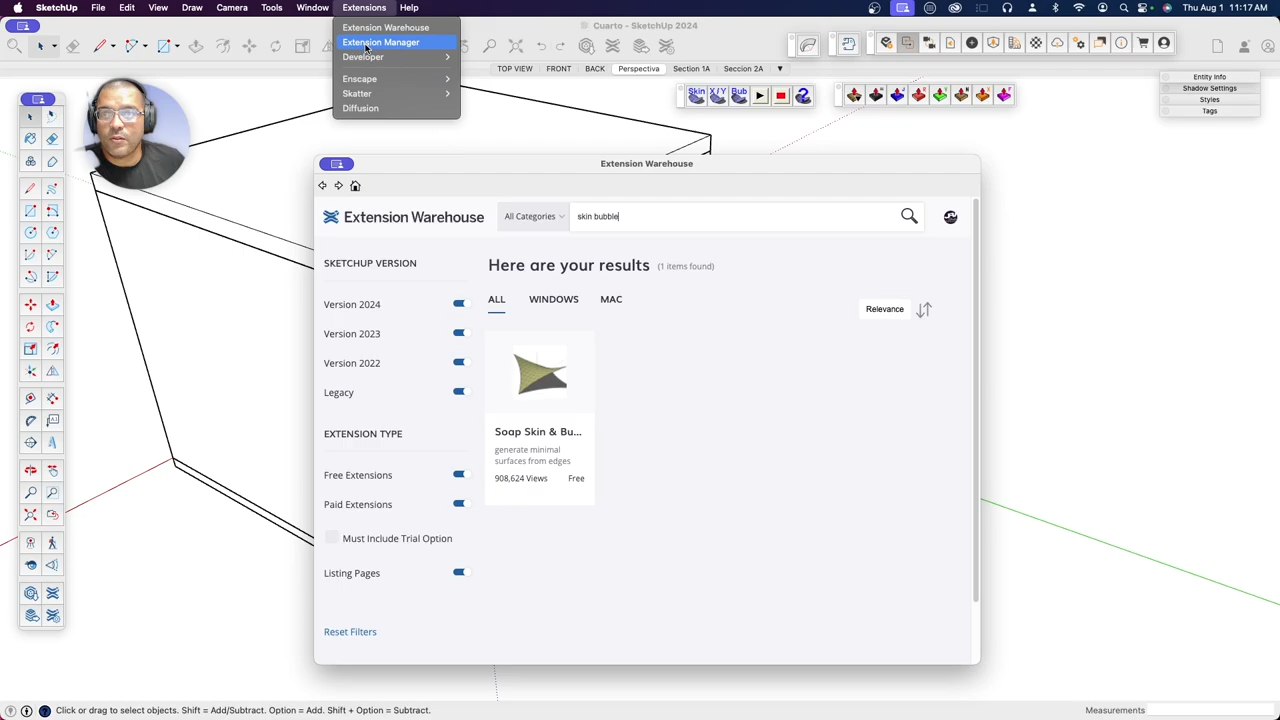 SketchUp File Edit View Draw Camera Tools Window Extensions Help
Thu Aug 1 11:17 AM
Cuarto - SketchUp 2024
Extension Warehouse
Extension Manager
Developer
Enscape
Skatter
Diffusion
TOP VIEW FRONT BACK Perspectiva Section 1A Seccion 2A
Skin X/Y Bub
Entity Info
Shadow Settings
Styles
Tags
Extension Warehouse
Extension Warehouse
All Categories
skin bubble
SKETCHUP VERSION
Version 2024
Version 2023
Version 2022
Legacy
EXTENSION TYPE
Free Extensions
Paid Extensions
Must Include Trial Option
Listing Pages
Reset Filters
Here are your results (1 items found)
ALL WINDOWS MAC
Relevance
Soap Skin & Bu...
generate minimal
surfaces from edges
908,624 Views Free
Click or drag to select objects. Shift = Add/Subtract. Option = Add. Shift + Option = Subtract.
Measurements